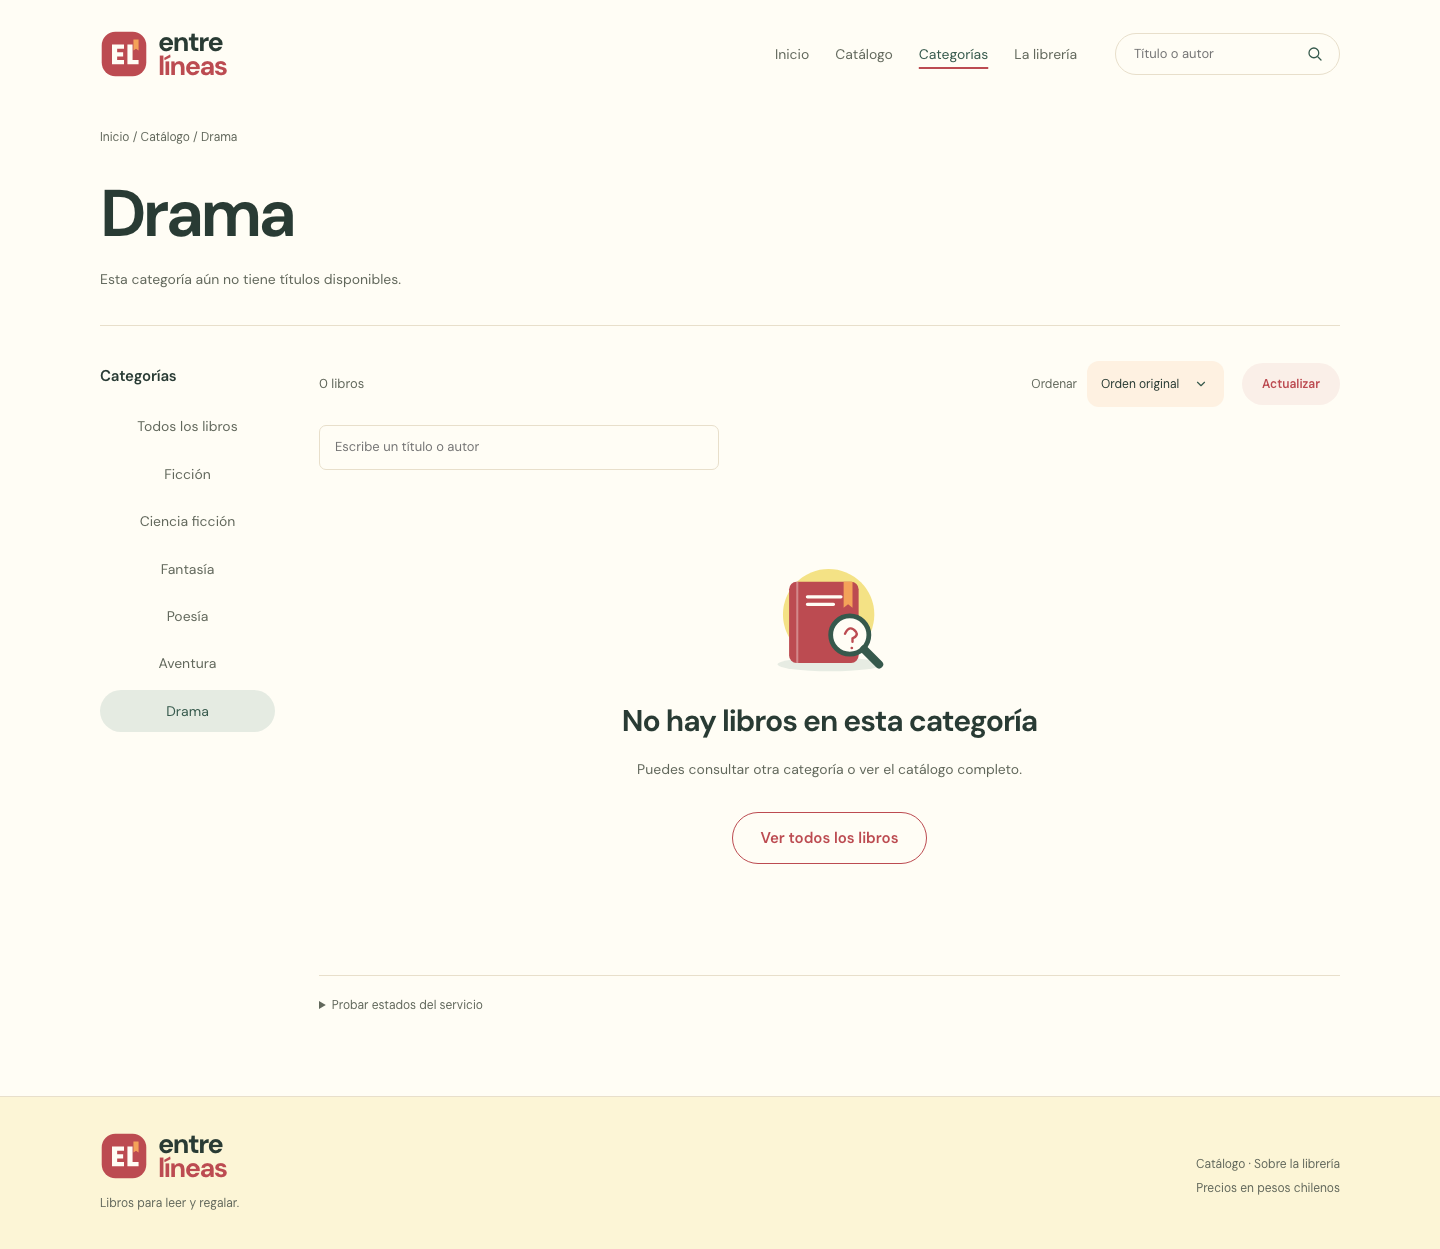 EL
entre
líneas
Inicio
Catálogo
Categorías
La librería
Título o autor
Inicio / Catálogo / Drama
Drama
Esta categoría aún no tiene títulos disponibles.
Categorías
Todos los libros
Ficción
Ciencia ficción
Fantasía
Poesía
Aventura
Drama
0 libros
Ordenar
Orden original
Actualizar
Escribe un título o autor
?
No hay libros en esta categoría
Puedes consultar otra categoría o ver el catálogo completo.
Ver todos los libros
Probar estados del servicio
EL
entre
líneas
Libros para leer y regalar.
Catálogo · Sobre la librería
Precios en pesos chilenos